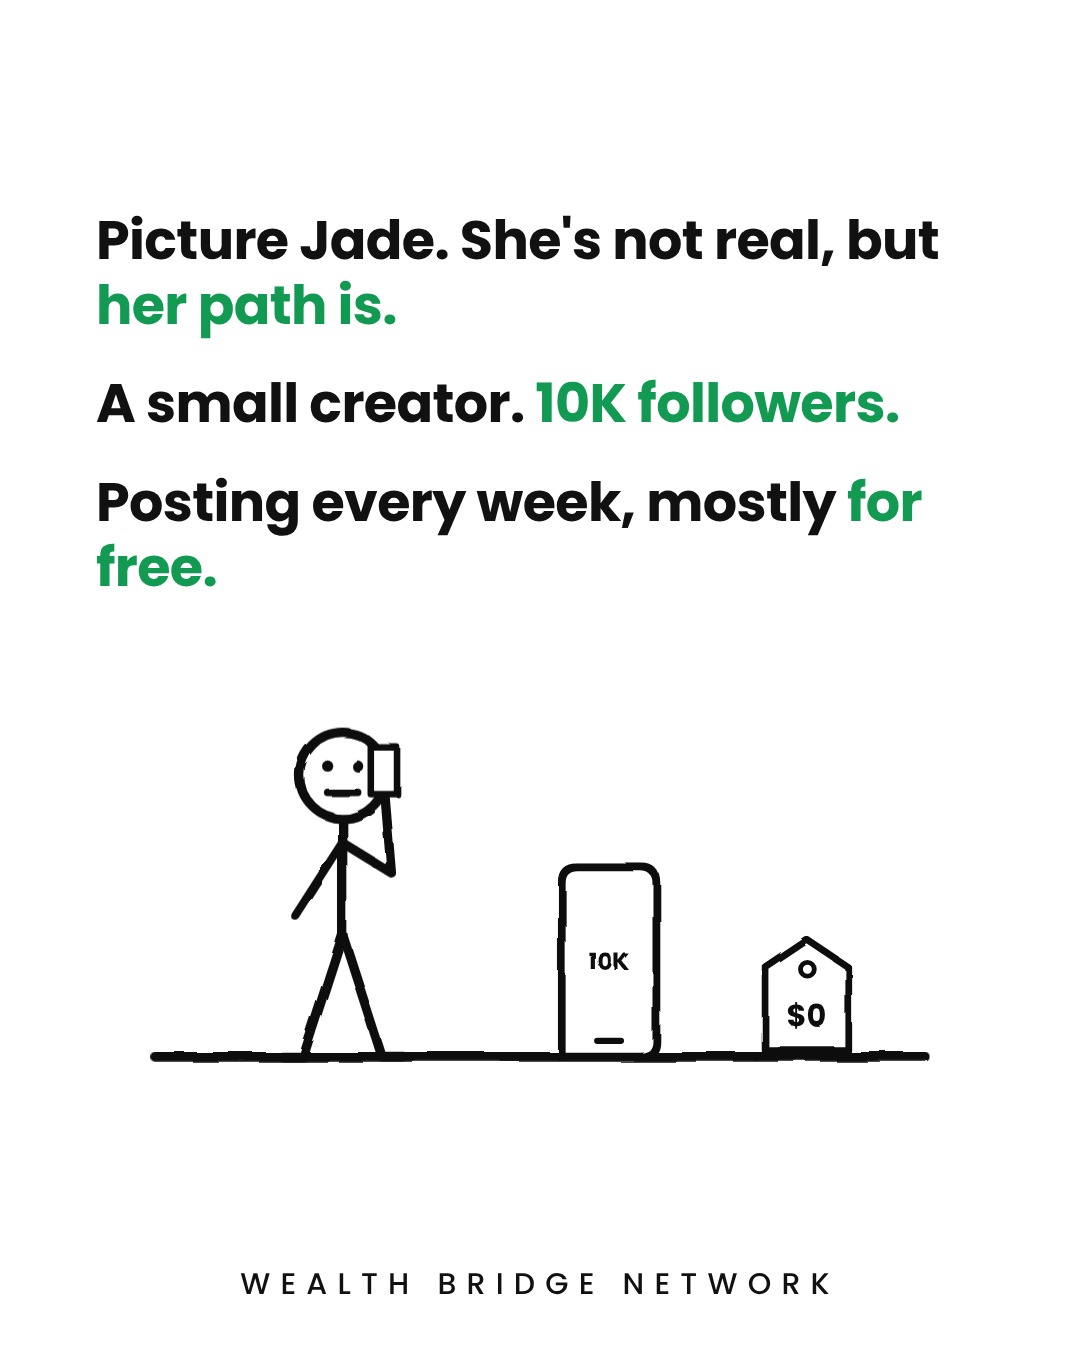 Picture Jade. She's not real, but
her path is.
A small creator. 10K followers.
Posting every week, mostly for
free.
10K
$0
WEALTH BRIDGE NETWORK